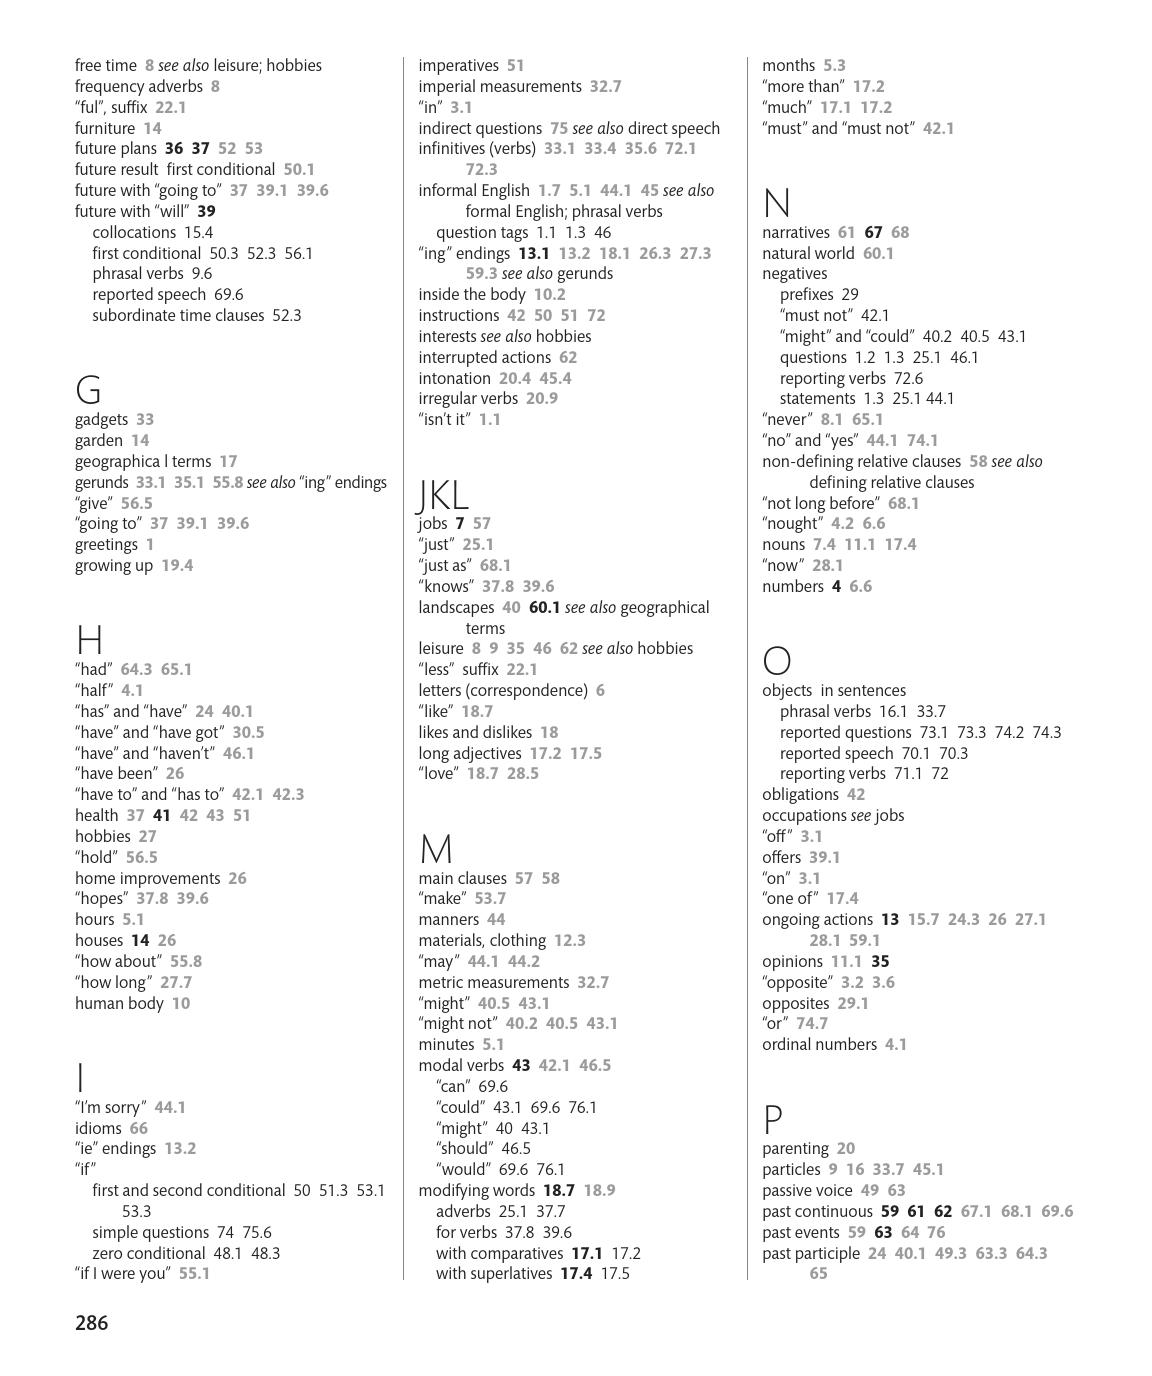 free time 8 see also leisure; hobbies
frequency adverbs 8
“ful”, suffix 22.1
furniture 14
future plans 36 37 52 53
future result first conditional 50.1
future with “going to” 37 39.1 39.6
future with “will” 39
collocations 15.4
first conditional 50.3 52.3 56.1
phrasal verbs 9.6
reported speech 69.6
subordinate time clauses 52.3
G
gadgets 33
garden 14
geographica l terms 17
gerunds 33.1 35.1 55.8 see also “ing” endings
“give” 56.5
“going to” 37 39.1 39.6
greetings 1
growing up 19.4
H
“had” 64.3 65.1
“half” 4.1
“has” and “have” 24 40.1
“have” and “have got” 30.5
“have” and “haven’t” 46.1
“have been” 26
“have to” and “has to” 42.1 42.3
health 37 41 42 43 51
hobbies 27
“hold” 56.5
home improvements 26
“hopes” 37.8 39.6
hours 5.1
houses 14 26
“how about” 55.8
“how long” 27.7
human body 10
I
“I’m sorry” 44.1
idioms 66
“ie” endings 13.2
“if”
first and second conditional 50 51.3 53.1
53.3
simple questions 74 75.6
zero conditional 48.1 48.3
“if I were you” 55.1
imperatives 51
imperial measurements 32.7
“in” 3.1
indirect questions 75 see also direct speech
infinitives (verbs) 33.1 33.4 35.6 72.1
72.3
informal English 1.7 5.1 44.1 45 see also
formal English; phrasal verbs
question tags 1.1 1.3 46
“ing” endings 13.1 13.2 18.1 26.3 27.3
59.3 see also gerunds
inside the body 10.2
instructions 42 50 51 72
interests see also hobbies
interrupted actions 62
intonation 20.4 45.4
irregular verbs 20.9
“isn’t it” 1.1
JKL
jobs 7 57
“just” 25.1
“just as” 68.1
“knows” 37.8 39.6
landscapes 40 60.1 see also geographical
terms
leisure 8 9 35 46 62 see also hobbies
“less” suffix 22.1
letters (correspondence) 6
“like” 18.7
likes and dislikes 18
long adjectives 17.2 17.5
“love” 18.7 28.5
M
main clauses 57 58
“make” 53.7
manners 44
materials, clothing 12.3
“may” 44.1 44.2
metric measurements 32.7
“might” 40.5 43.1
“might not” 40.2 40.5 43.1
minutes 5.1
modal verbs 43 42.1 46.5
“can” 69.6
“could” 43.1 69.6 76.1
“might” 40 43.1
“should” 46.5
“would” 69.6 76.1
modifying words 18.7 18.9
adverbs 25.1 37.7
for verbs 37.8 39.6
with comparatives 17.1 17.2
with superlatives 17.4 17.5
months 5.3
“more than” 17.2
“much” 17.1 17.2
“must” and “must not” 42.1
N
narratives 61 67 68
natural world 60.1
negatives
prefixes 29
“must not” 42.1
“might” and “could” 40.2 40.5 43.1
questions 1.2 1.3 25.1 46.1
reporting verbs 72.6
statements 1.3 25.1 44.1
“never” 8.1 65.1
“no” and “yes” 44.1 74.1
non-defining relative clauses 58 see also
defining relative clauses
“not long before” 68.1
“nought” 4.2 6.6
nouns 7.4 11.1 17.4
“now” 28.1
numbers 4 6.6
O
objects in sentences
phrasal verbs 16.1 33.7
reported questions 73.1 73.3 74.2 74.3
reported speech 70.1 70.3
reporting verbs 71.1 72
obligations 42
occupations see jobs
“off” 3.1
offers 39.1
“on” 3.1
“one of” 17.4
ongoing actions 13 15.7 24.3 26 27.1
28.1 59.1
opinions 11.1 35
“opposite” 3.2 3.6
opposites 29.1
“or” 74.7
ordinal numbers 4.1
P
parenting 20
particles 9 16 33.7 45.1
passive voice 49 63
past continuous 59 61 62 67.1 68.1 69.6
past events 59 63 64 76
past participle 24 40.1 49.3 63.3 64.3
65
286